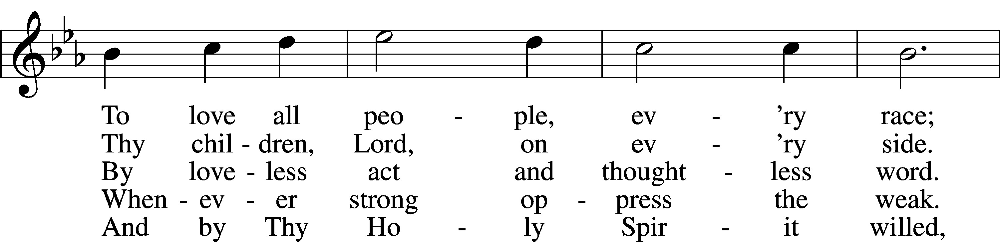 To love all peo - ple, ev - ’ry race;
Thy chil - dren, Lord, on ev - ’ry side.
By love - less act and thought - less word.
When - ev - er strong op - press the weak.
And by Thy Ho - ly Spir - it willed,